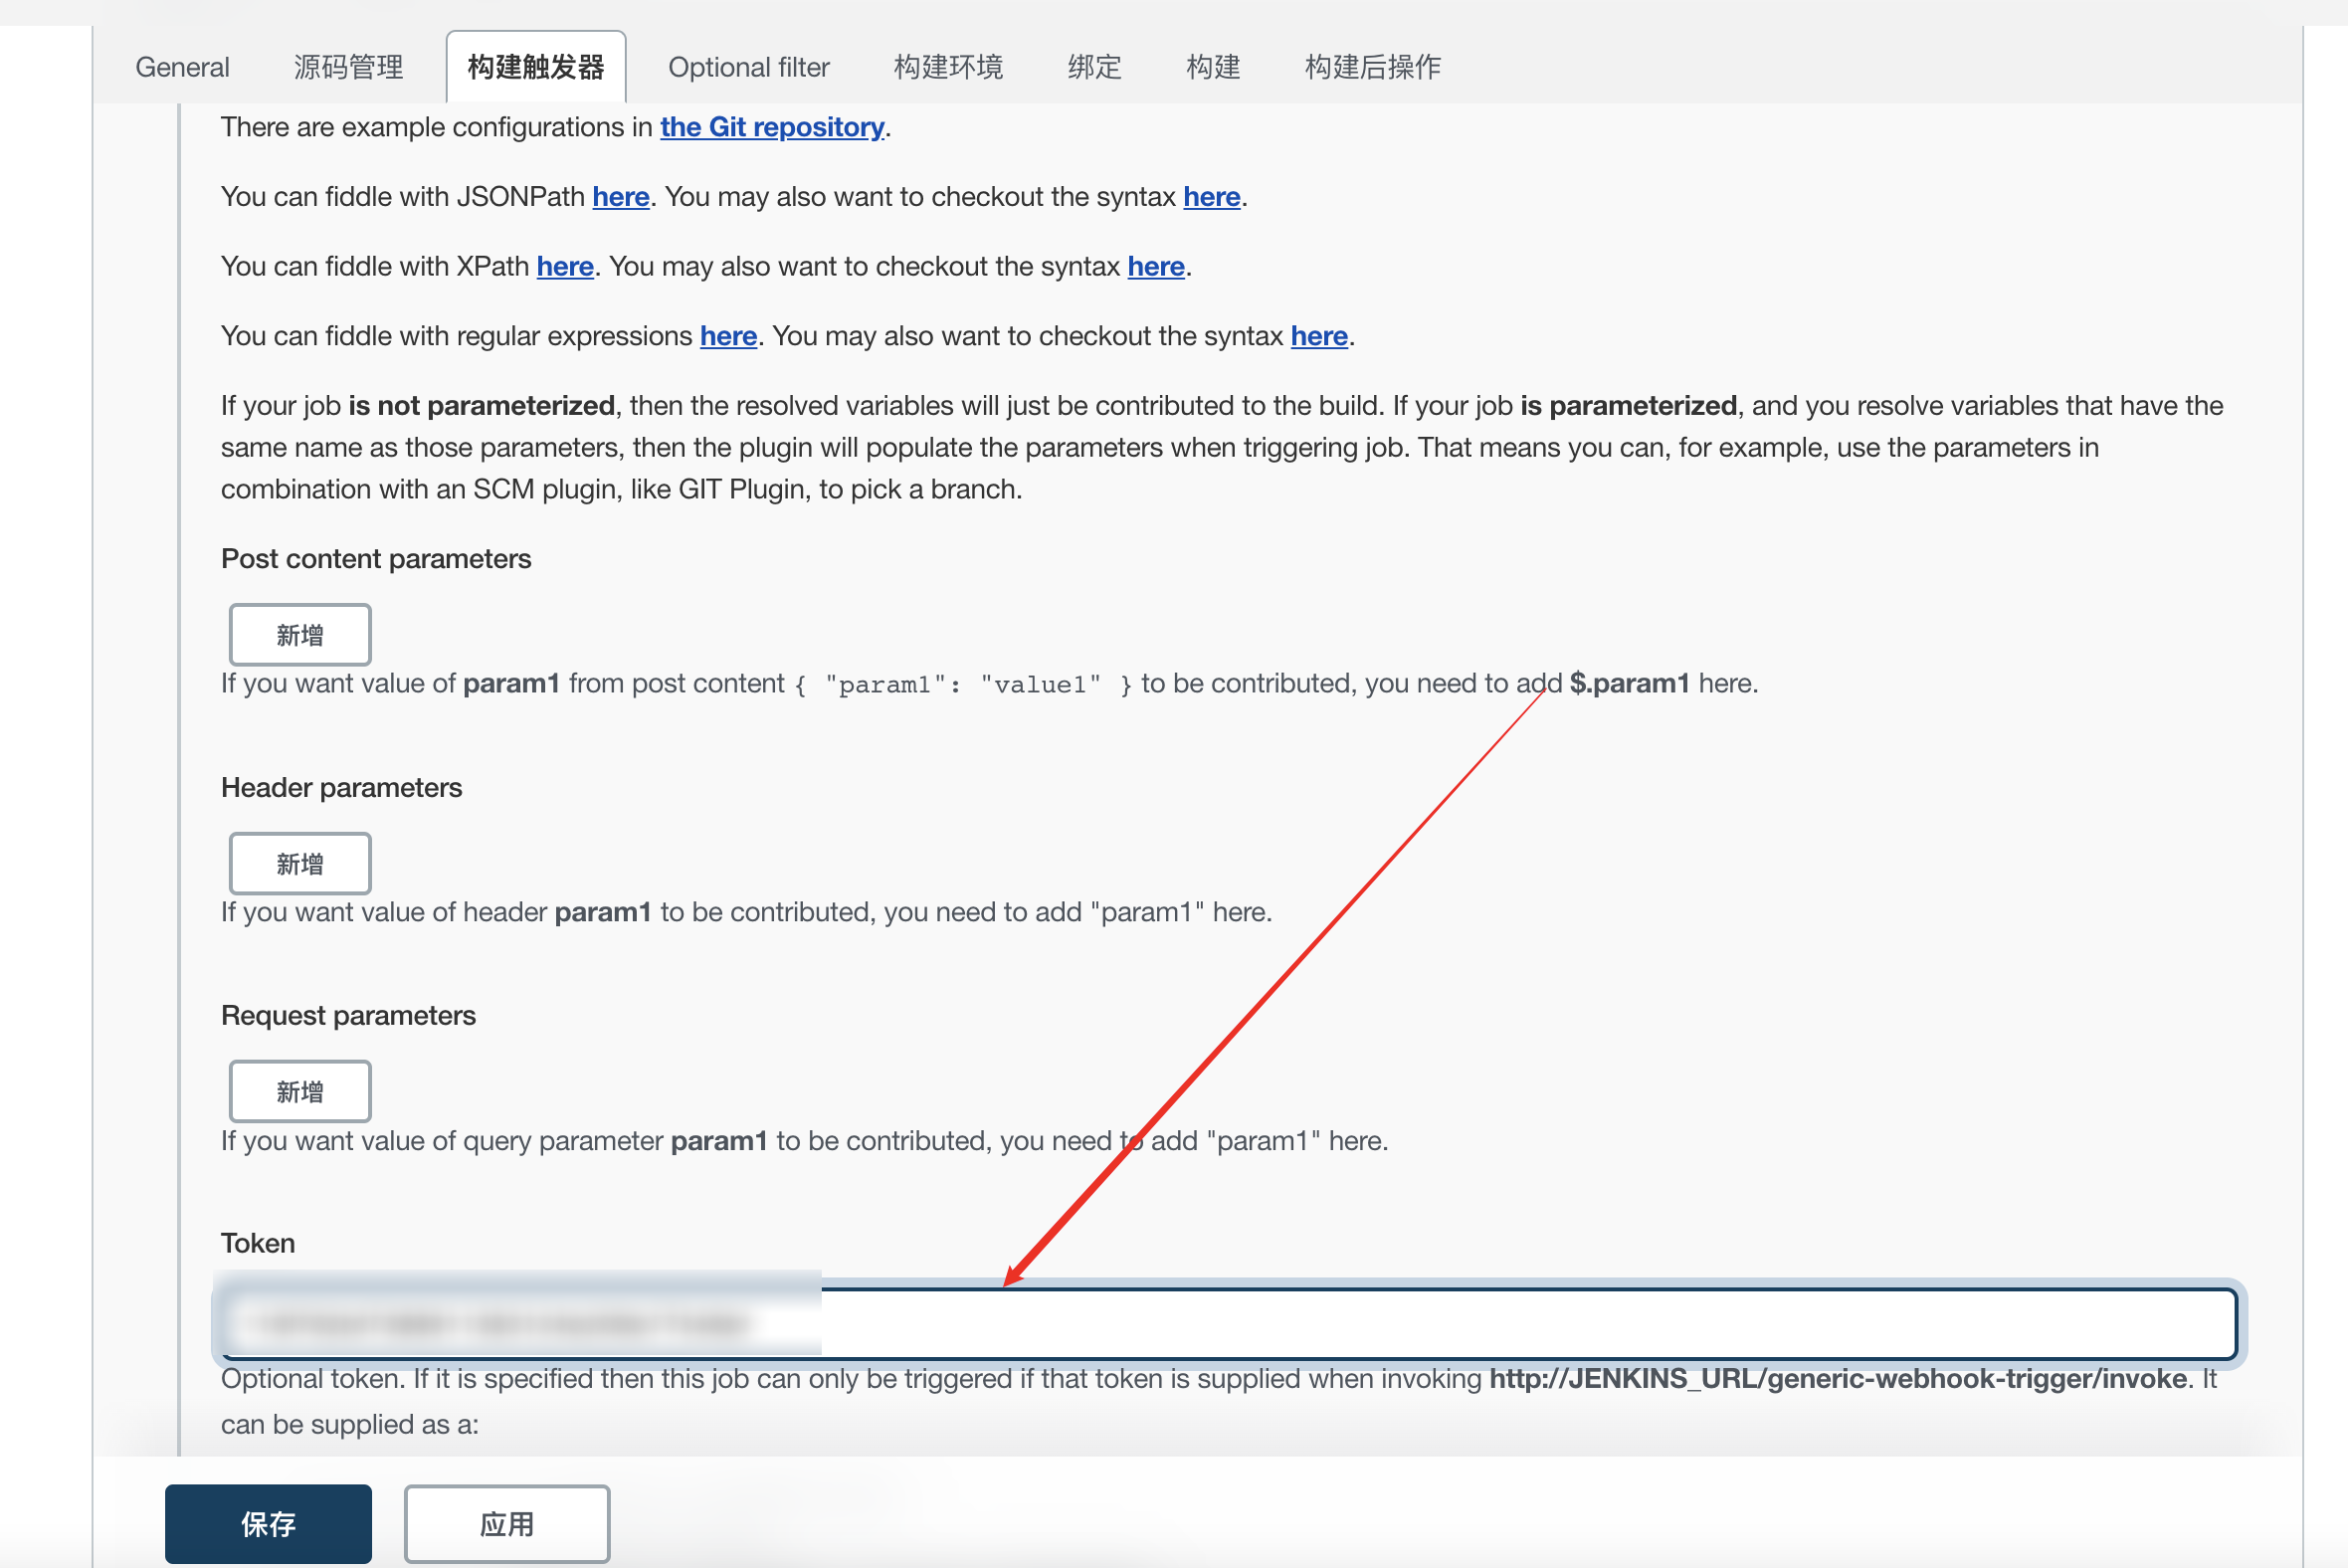 General 源码管理 构建触发器 Optional filter 构建环境 绑定 构建 构建后操作
There are example configurations in the Git repository.
You can fiddle with JSONPath here. You may also want to checkout the syntax here.
You can fiddle with XPath here. You may also want to checkout the syntax here.
You can fiddle with regular expressions here. You may also want to checkout the syntax here.
If your job is not parameterized, then the resolved variables will just be contributed to the build. If your job is parameterized, and you resolve variables that have the
same name as those parameters, then the plugin will populate the parameters when triggering job. That means you can, for example, use the parameters in
combination with an SCM plugin, like GIT Plugin, to pick a branch.
Post content parameters
新增
If you want value of param1 from post content { "param1": "value1" } to be contributed, you need to add $.param1 here.
Header parameters
新增
If you want value of header param1 to be contributed, you need to add "param1" here.
Request parameters
新增
If you want value of query parameter param1 to be contributed, you need to add "param1" here.
Token
Optional token. If it is specified then this job can only be triggered if that token is supplied when invoking http://JENKINS_URL/generic-webhook-trigger/invoke. It
can be supplied as a:
保存 应用